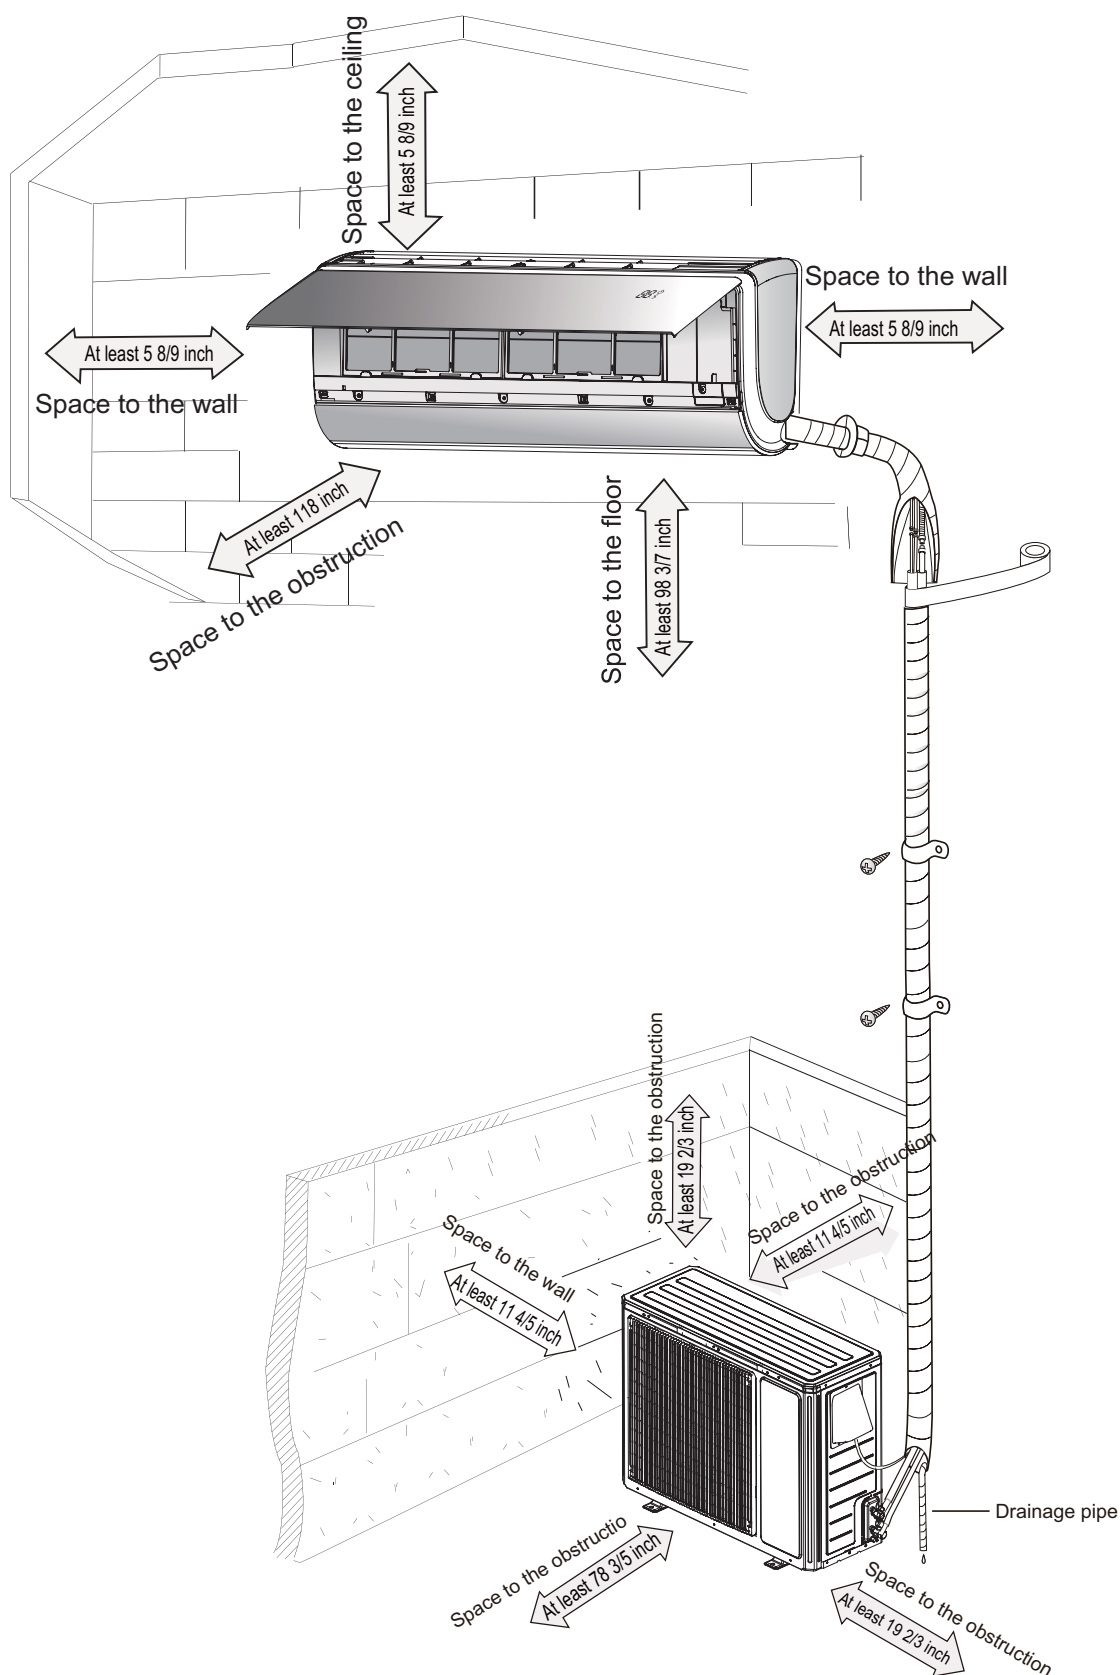 Space to the ceiling
At least 5 8/9 inch
Space to the wall
At least 5 8/9 inch
At least 5 8/9 inch
Space to the wall
At least 118 inch
Space to the obstruction
Space to the floor
At least 98 3/7 inch
Space to the obstruction
At least 19 2/3 inch
Space to the obstruction
At least 11 4/5 inch
Space to the wall
At least 11 4/5 inch
Drainage pipe
Space to the obstructio
At least 78 3/5 inch
Space to the obstruction
At least 19 2/3 inch